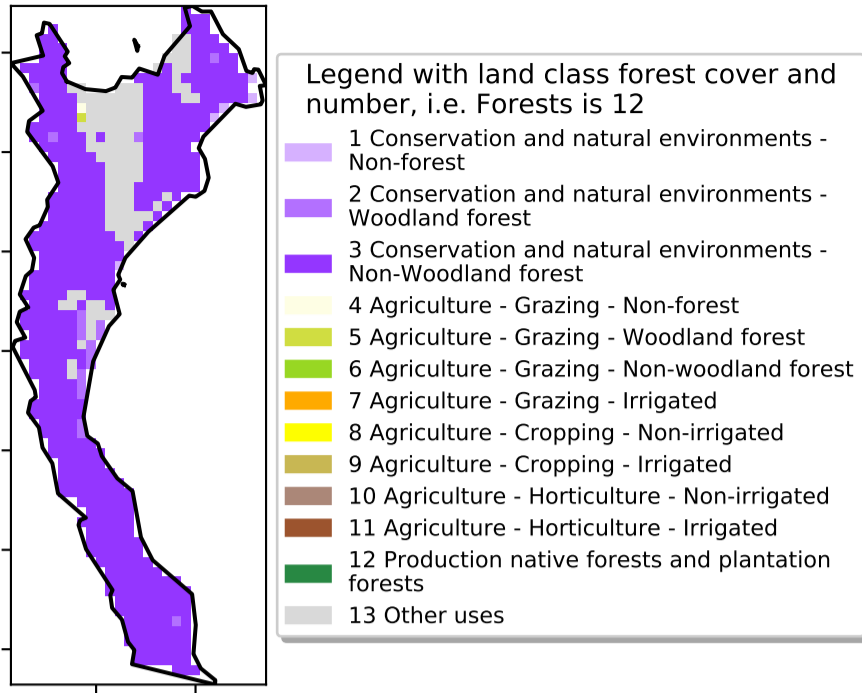 Legend with land class forest cover and
number, i.e. Forests is 12
1 Conservation and natural environments -
Non-forest
2 Conservation and natural environments -
Woodland forest
3 Conservation and natural environments -
Non-Woodland forest
4 Agriculture - Grazing - Non-forest
5 Agriculture - Grazing - Woodland forest
6 Agriculture - Grazing - Non-woodland forest
7 Agriculture - Grazing - Irrigated
8 Agriculture - Cropping - Non-irrigated
9 Agriculture - Cropping - Irrigated
10 Agriculture - Horticulture - Non-irrigated
11 Agriculture - Horticulture - Irrigated
12 Production native forests and plantation
forests
13 Other uses